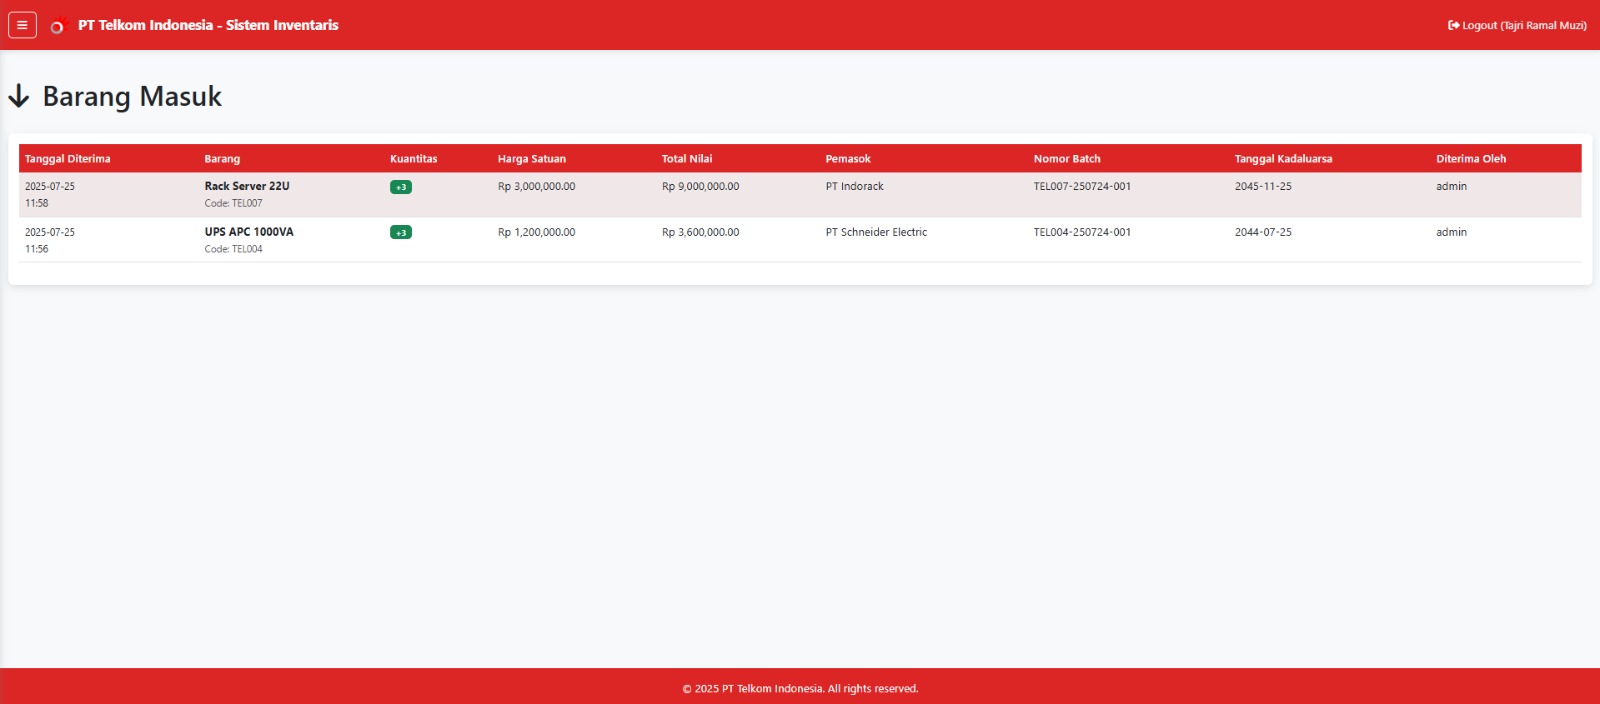 PT Telkom Indonesia - Sistem Inventaris
Logout (Tajri Ramal Muzi)
Barang Masuk
Tanggal Diterima Barang Kuantitas Harga Satuan Total Nilai Pemasok Nomor Batch Tanggal Kadaluarsa Diterima Oleh
2025-07-25 Rack Server 22U +3 Rp 3,000,000.00 Rp 9,000,000.00 PT Indorack TEL007-250724-001 2045-11-25 admin
11:58 Code: TEL007
2025-07-25 UPS APC 1000VA +3 Rp 1,200,000.00 Rp 3,600,000.00 PT Schneider Electric TEL004-250724-001 2044-07-25 admin
11:56 Code: TEL004
© 2025 PT Telkom Indonesia. All rights reserved.